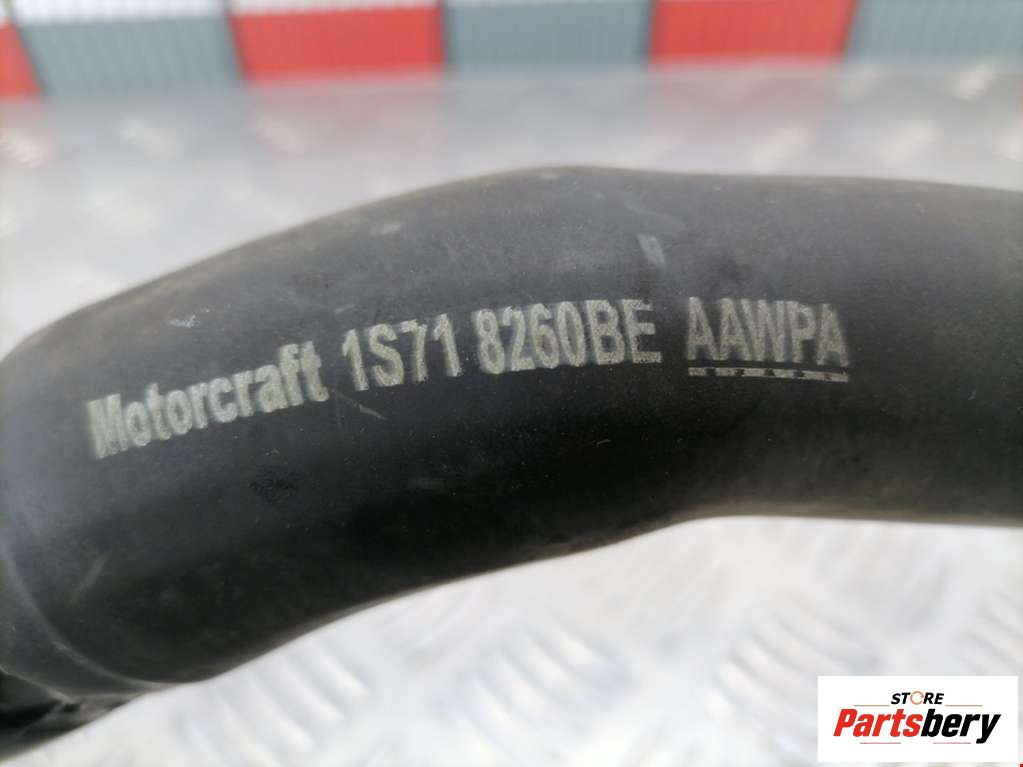 Motorcraft 1S71 8260BE AAWPA
STORE
Partsbery